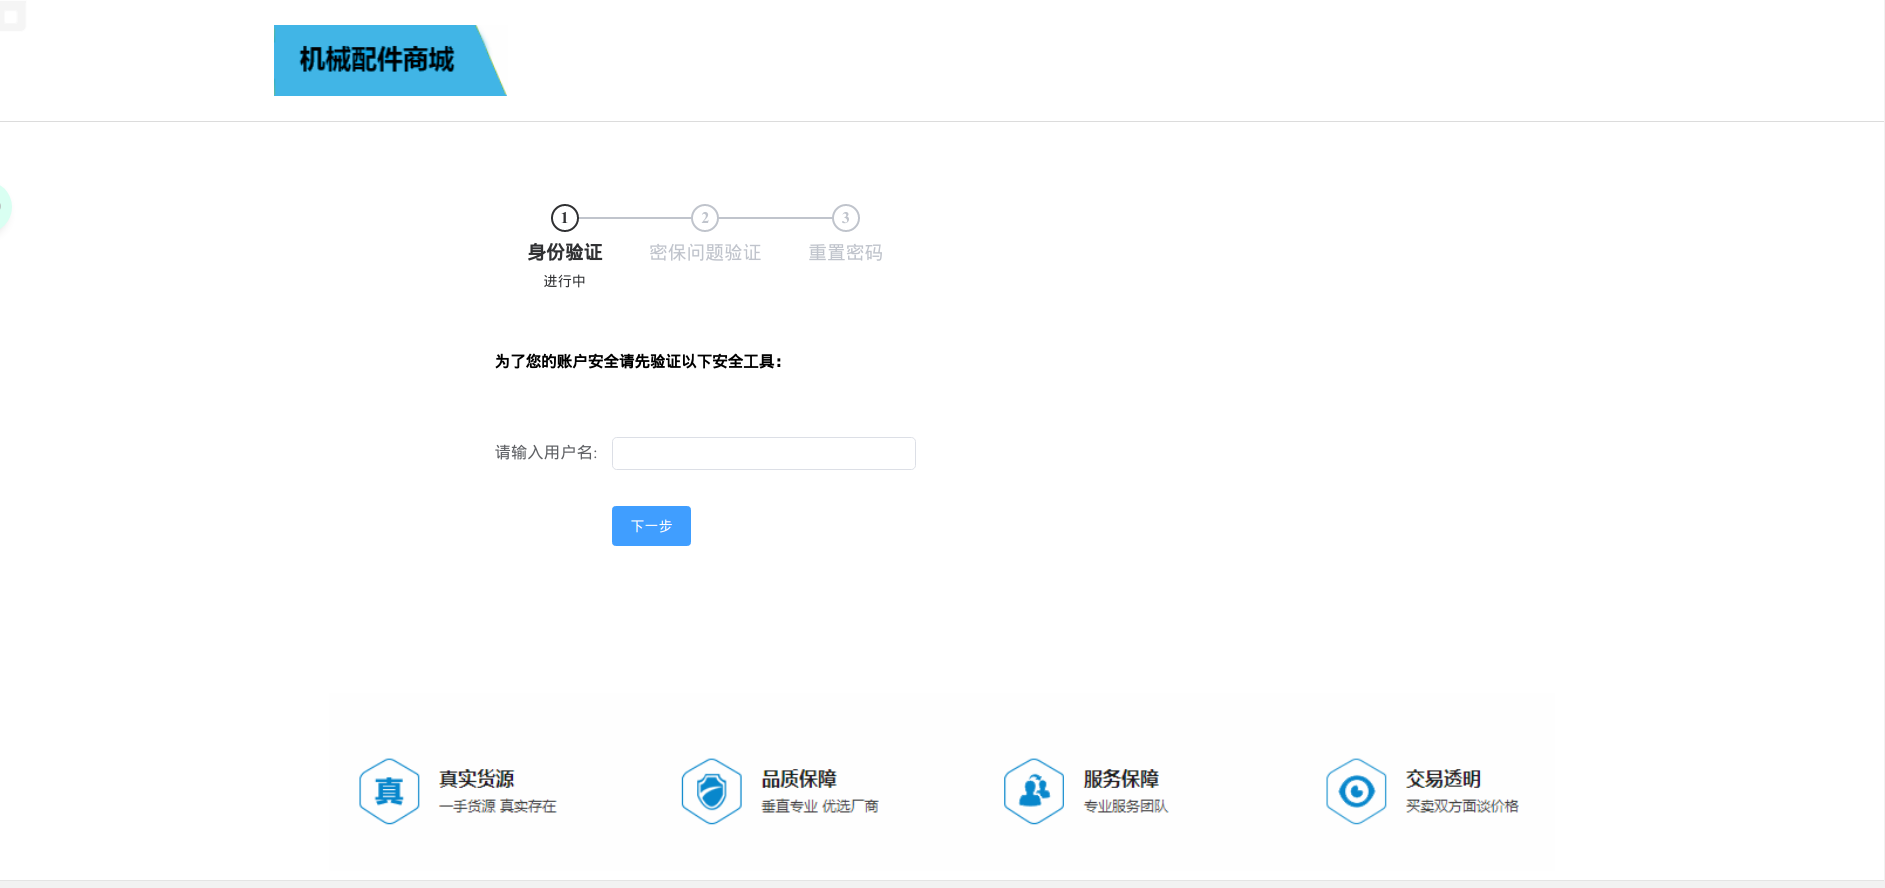 机械配件商城
1 2 3
身份验证 密保问题验证 重置密码
进行中
为了您的账户安全请先验证以下安全工具：
请输入用户名:
下一步
真 真实货源 品质保障 服务保障 交易透明
一手货源 真实存在 垂直专业 优选厂商 专业服务团队 买卖双方面谈价格